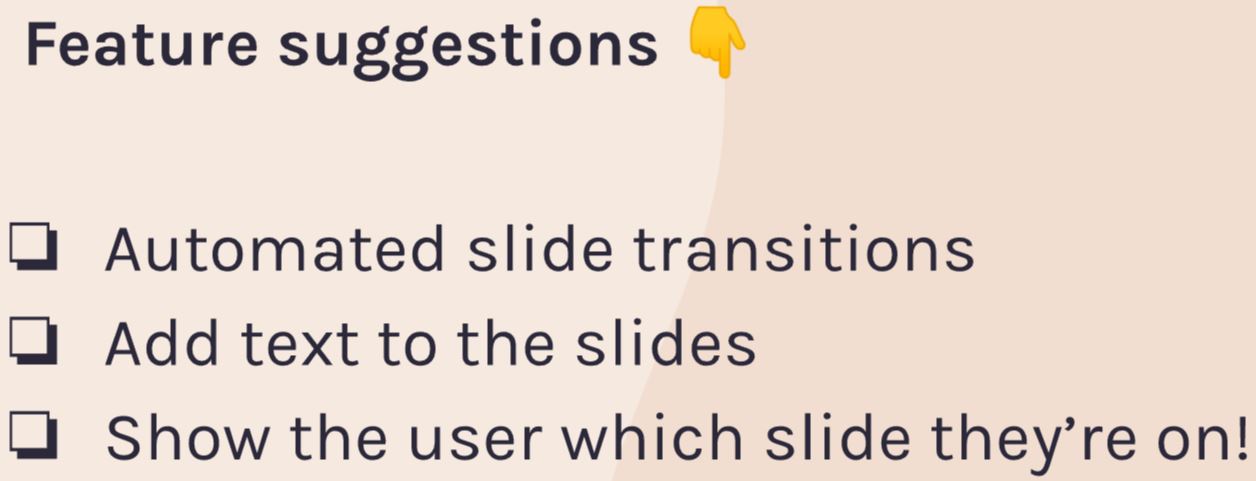 Feature suggestions 👇
❏ Automated slide transitions
❏ Add text to the slides
❏ Show the user which slide they’re on!